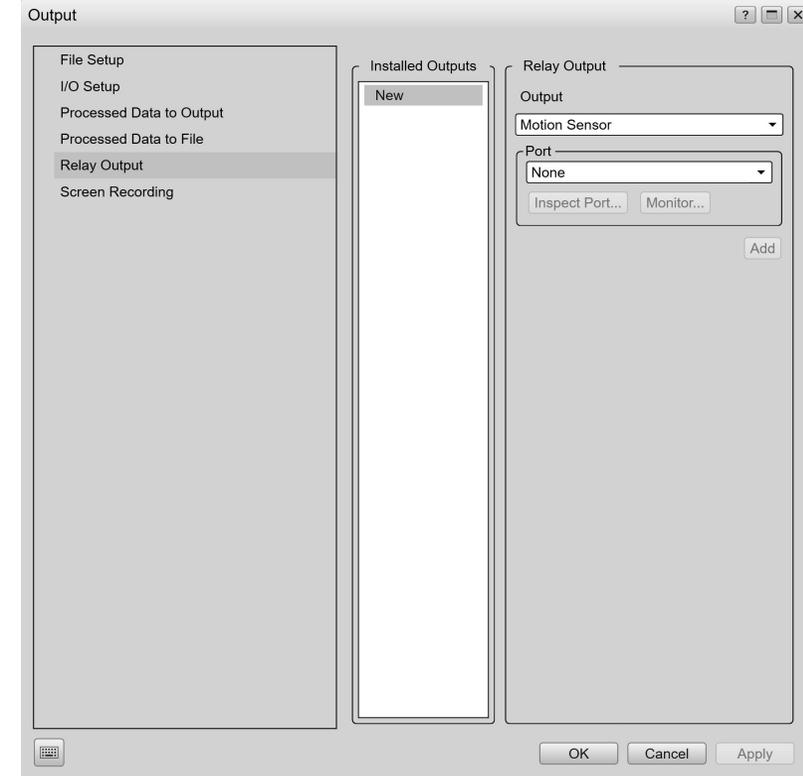 Output
?
File Setup
I/O Setup
Processed Data to Output
Processed Data to File
Relay Output
Screen Recording
Installed Outputs
New
Relay Output
Output
Motion Sensor
Port
None
Inspect Port... Monitor...
Add
OK Cancel Apply